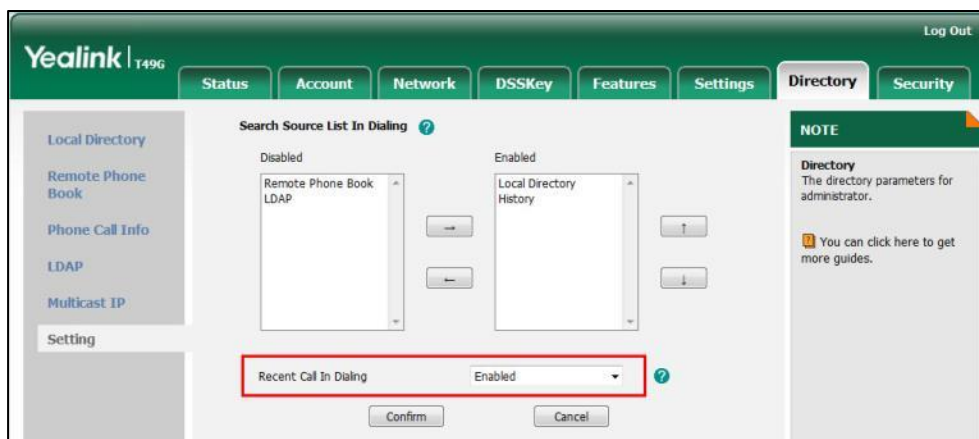 Log Out
Yealink T49G
Status Account Network DSSKey Features Settings Directory Security
Local Directory
Remote Phone
Book
Phone Call Info
LDAP
Multicast IP
Setting
Search Source List In Dialing ?
Disabled
Remote Phone Book
LDAP
→
←
Enabled
Local Directory
History
↑
↓
Recent Call In Dialing Enabled ?
Confirm Cancel
NOTE
Directory
The directory parameters for
administrator.
? You can click here to get
more guides.